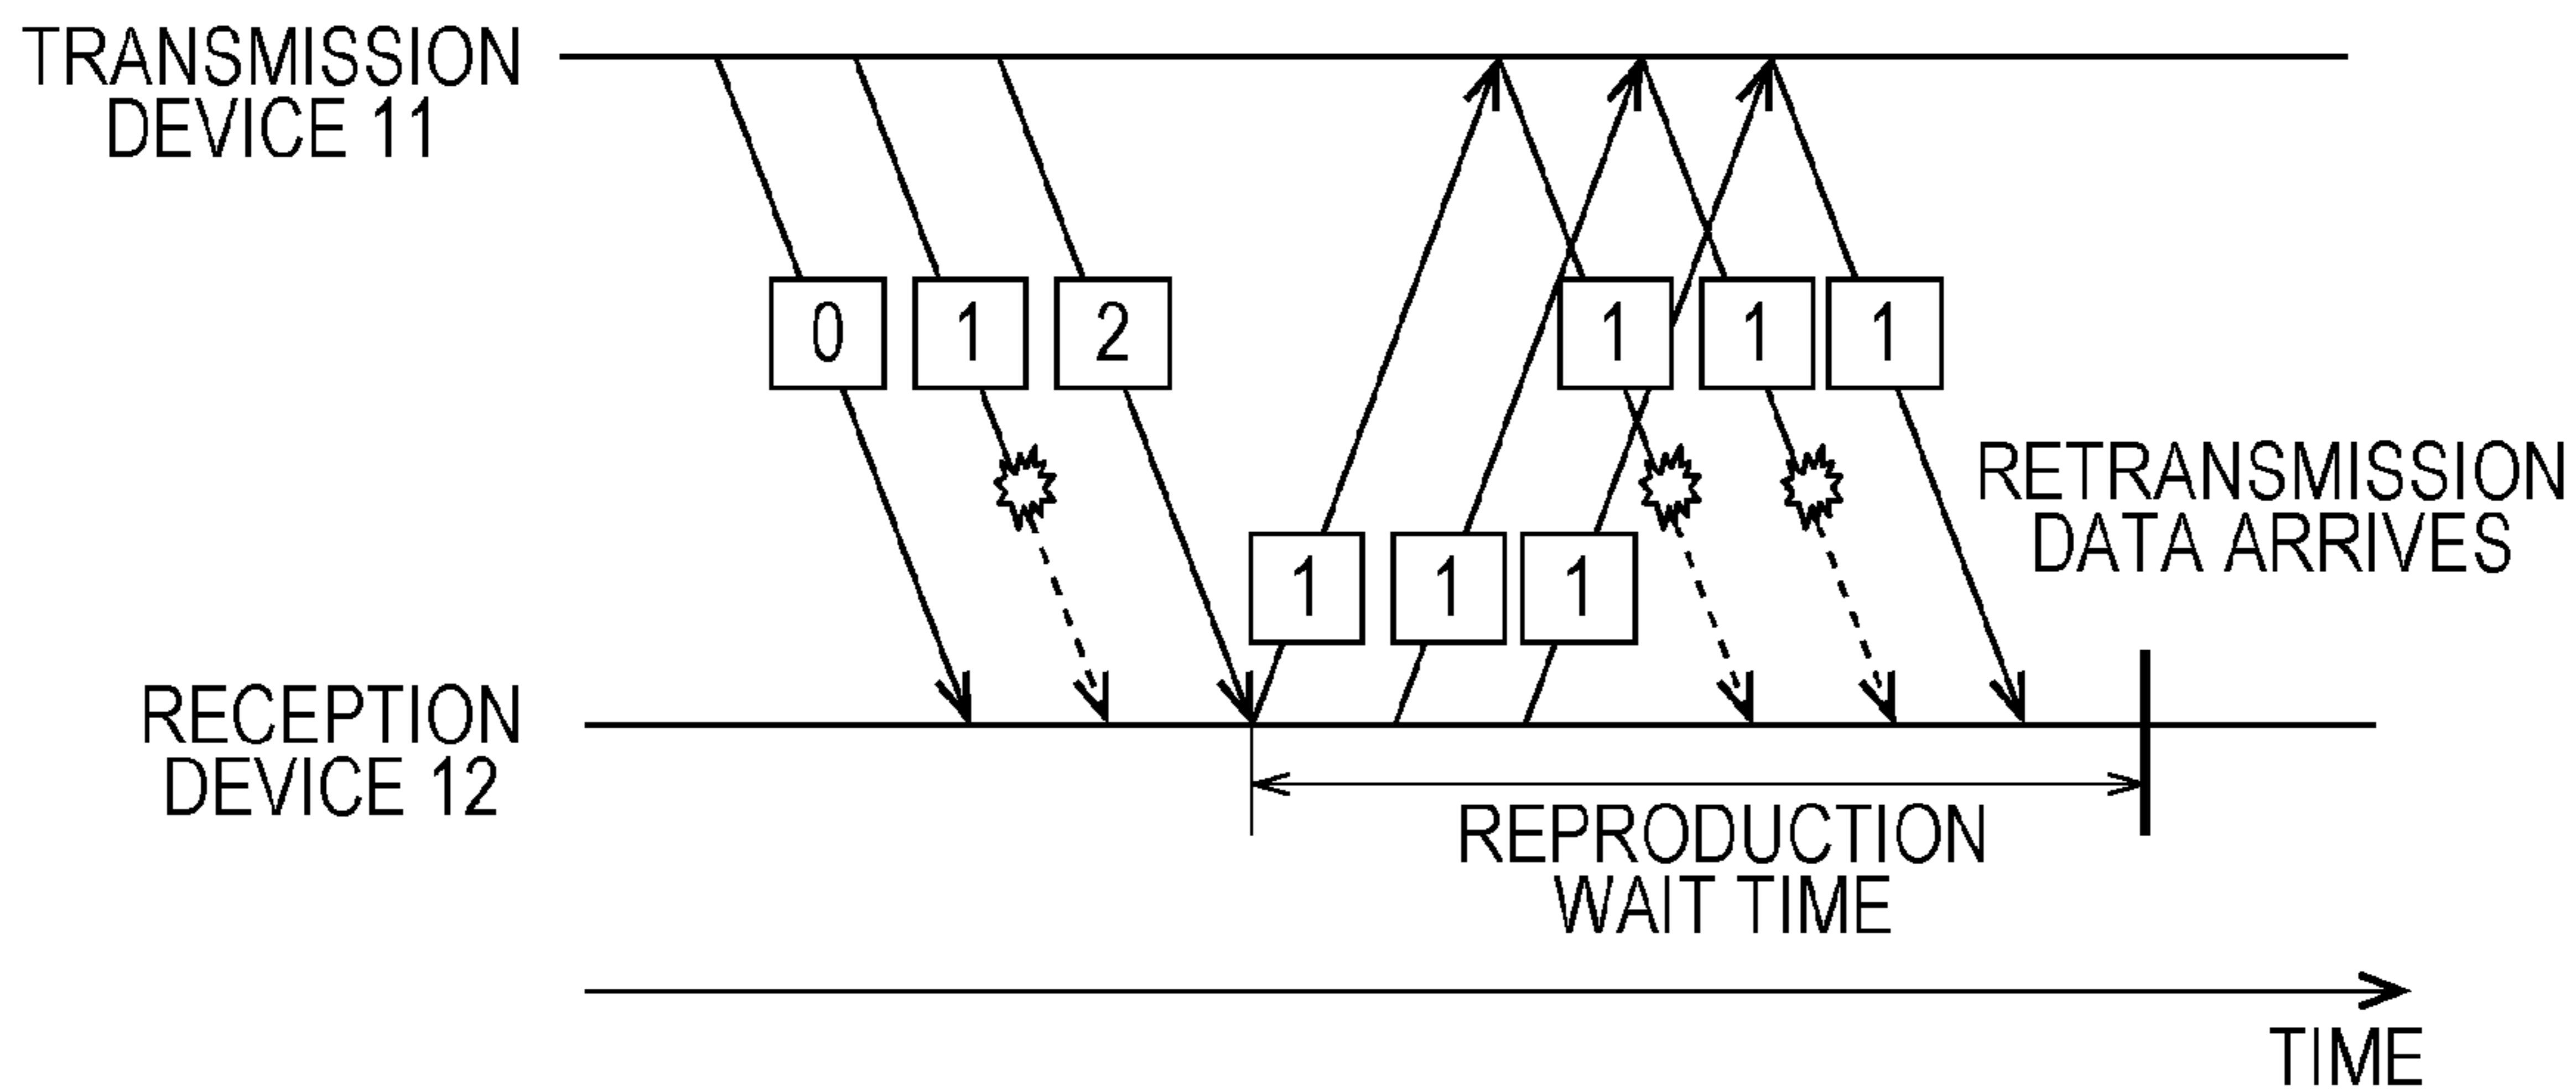 TRANSMISSION
DEVICE 11
0 1 2 1 1 1
RETRANSMISSION
DATA ARRIVES
1 1 1
RECEPTION
DEVICE 12
REPRODUCTION
WAIT TIME
TIME